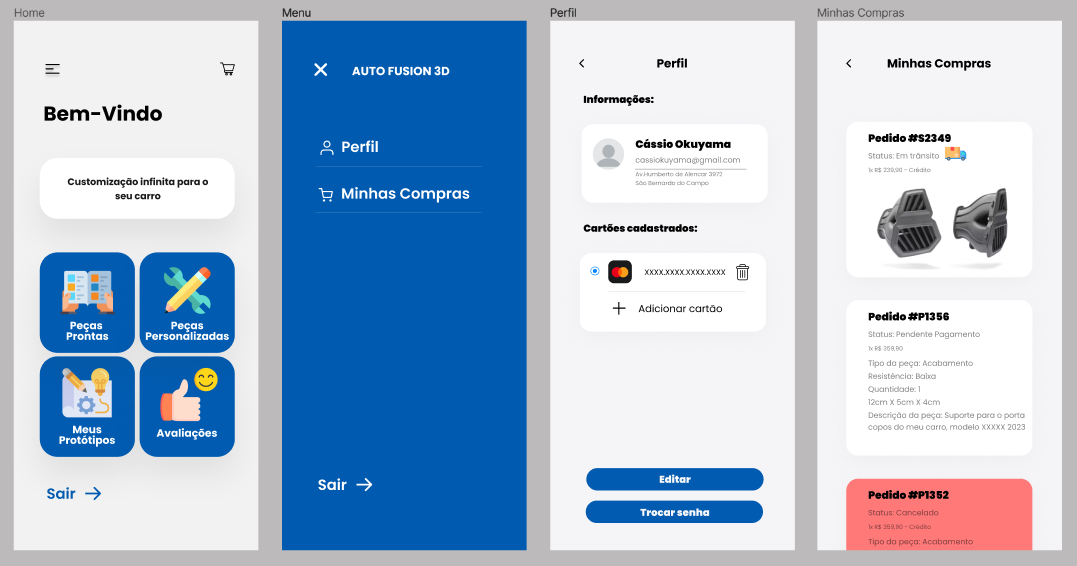 Home
Bem-Vindo
Customização infinita para o
seu carro
Peças
Prontas
Peças
Personalizadas
Meus
Protótipos
Avaliações
Sair
Menu
AUTO FUSION 3D
Perfil
Minhas Compras
Sair
Perfil
Perfil
Informações:
Cássio Okuyama
cassiokuyama@gmail.com
Av.Humberto de Alencar 3972
São Bernardo do Campo
Cartões cadastrados:
xxxx.xxxx.xxxx.xxxx
Adicionar cartão
Editar
Trocar senha
Minhas Compras
Minhas Compras
Pedido #S2349
Status: Em trânsito
1x R$ 239,90 - Crédito
Pedido #P1356
Status: Pendente Pagamento
1x R$ 359,90
Tipo da peça: Acabamento
Resistência: Baixa
Quantidade: 1
12cm X 5cm X 4cm
Descrição da peça: Suporte para o porta
copos do meu carro, modelo XXXXX 2023
Pedido #P1352
Status: Cancelado
1x R$ 359,90 - Crédito
Tipo da peça: Acabamento